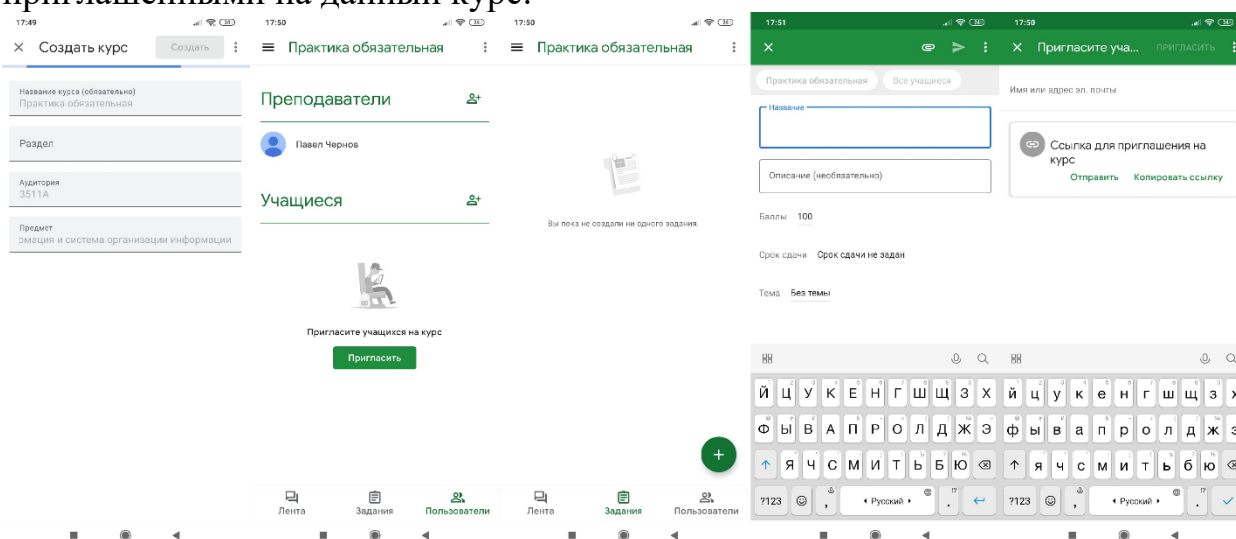 приглашенными на данный курс.
17:49
34
Создать курс
Создать
Название курса (обязательно)
Практика обязательная
Раздел
Аудитория
3511А
Предмет
рмация и система организации информации
17:50
34
Практика обязательная
Преподаватели
Павел Чернов
Учащиеся
Пригласите учащихся на курс
Пригласить
Лента
Задания
Пользователи
17:50
34
Практика обязательная
Вы пока не создали ни одного задания.
Лента
Задания
Пользователи
17:51
Практика обязательная
Все учащиеся
Название
Описание (необязательно)
Баллы 100
Срок сдачи Срок сдачи не задан
Тема Без темы
Й Ц У К Е Н Г Ш Щ З Х
Ф Ы В А П Р О Л Д Ж Э
Я Ч С М И Т Ь Б Ю
?123 , Русский .
17:50
Пригласите уча...
ПРИГЛАСИТЬ
Имя или адрес эл. почты
Ссылка для приглашения на
курс
Отправить Копировать ссылку
й ц у к е н г ш щ з х
ф ы в а п р о л д ж э
я ч с м и т ь б ю
?123 , Русский .